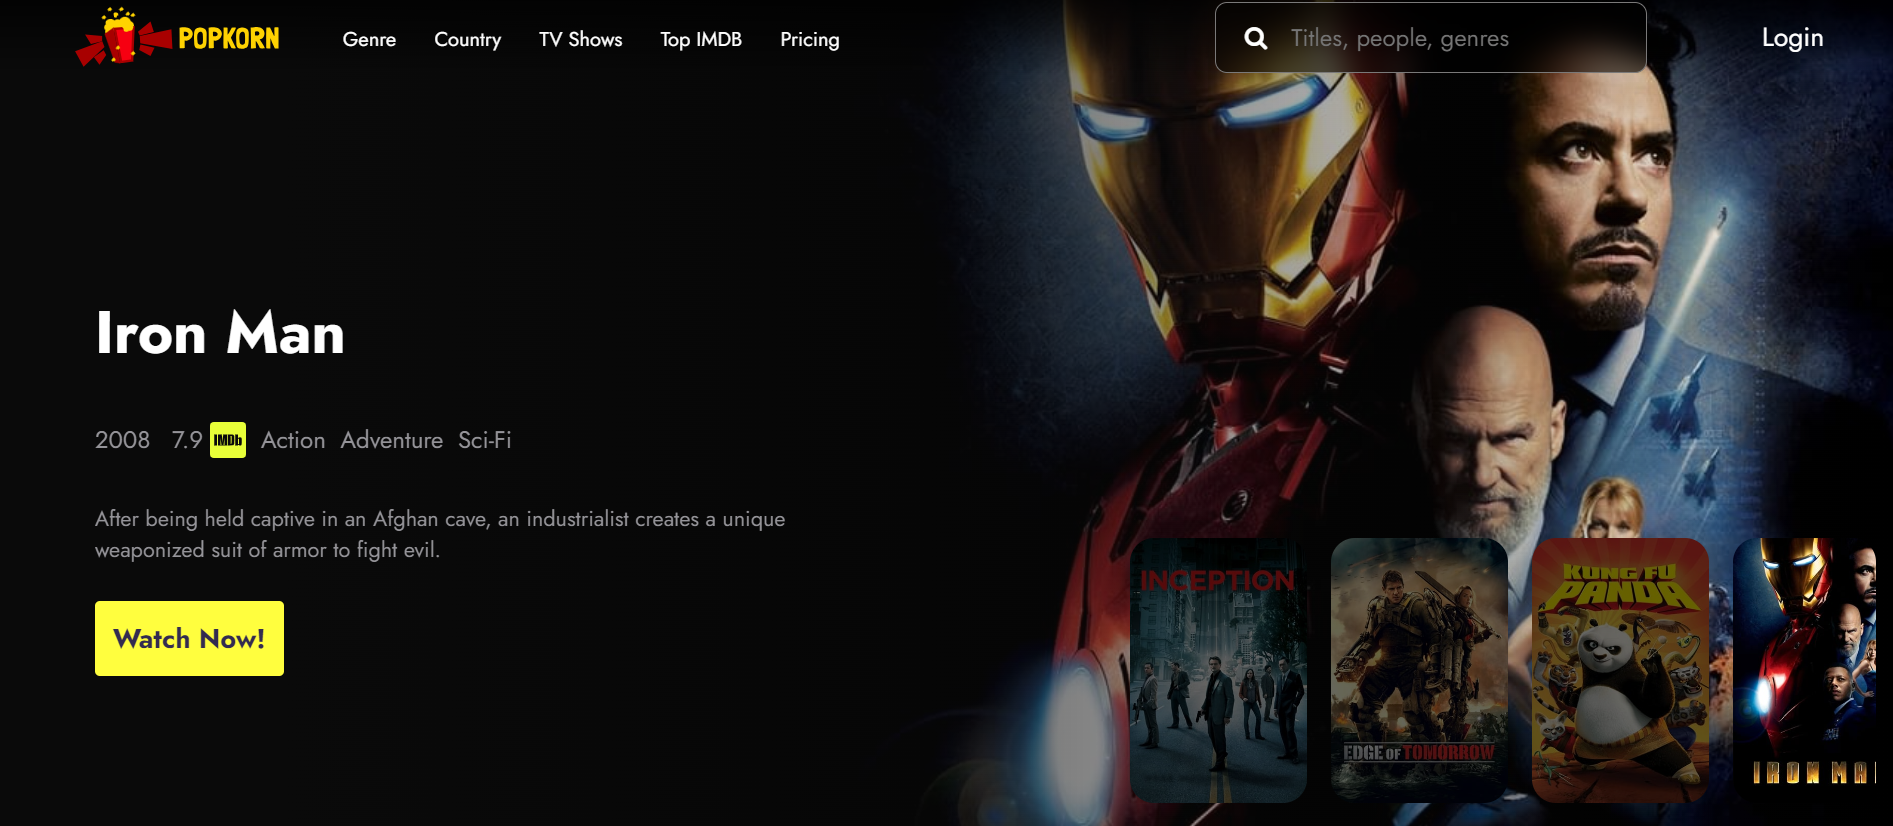 POPKORN
Genre Country TV Shows Top IMDB Pricing
Titles, people, genres
Login
Iron Man
2008 7.9 IMDb Action Adventure Sci-Fi
After being held captive in an Afghan cave, an industrialist creates a unique
weaponized suit of armor to fight evil.
Watch Now!
INCEPTION
EDGE OF TOMORROW
KUNG FU
PANDA
IRON MA